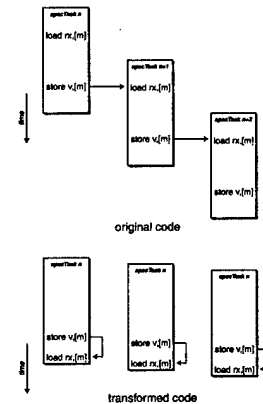 specTask n
load rx,[m]
store v,[m]
specTask n+1
load rx,[m]
store v,[m]
specTask n+2
load rx,[m]
store v,[m]
time
original code
specTask n
store v,[m]
load rx,[m]
specTask n
store v,[m]
load rx,[m]
specTask n
store v,[m]
load rx,[m]
time
transformed code